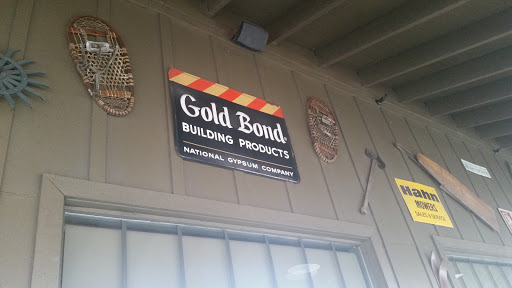 Gold Bond
BUILDING PRODUCTS
NATIONAL GYPSUM COMPANY
Hahn
MOWERS
SALES & SERVICE